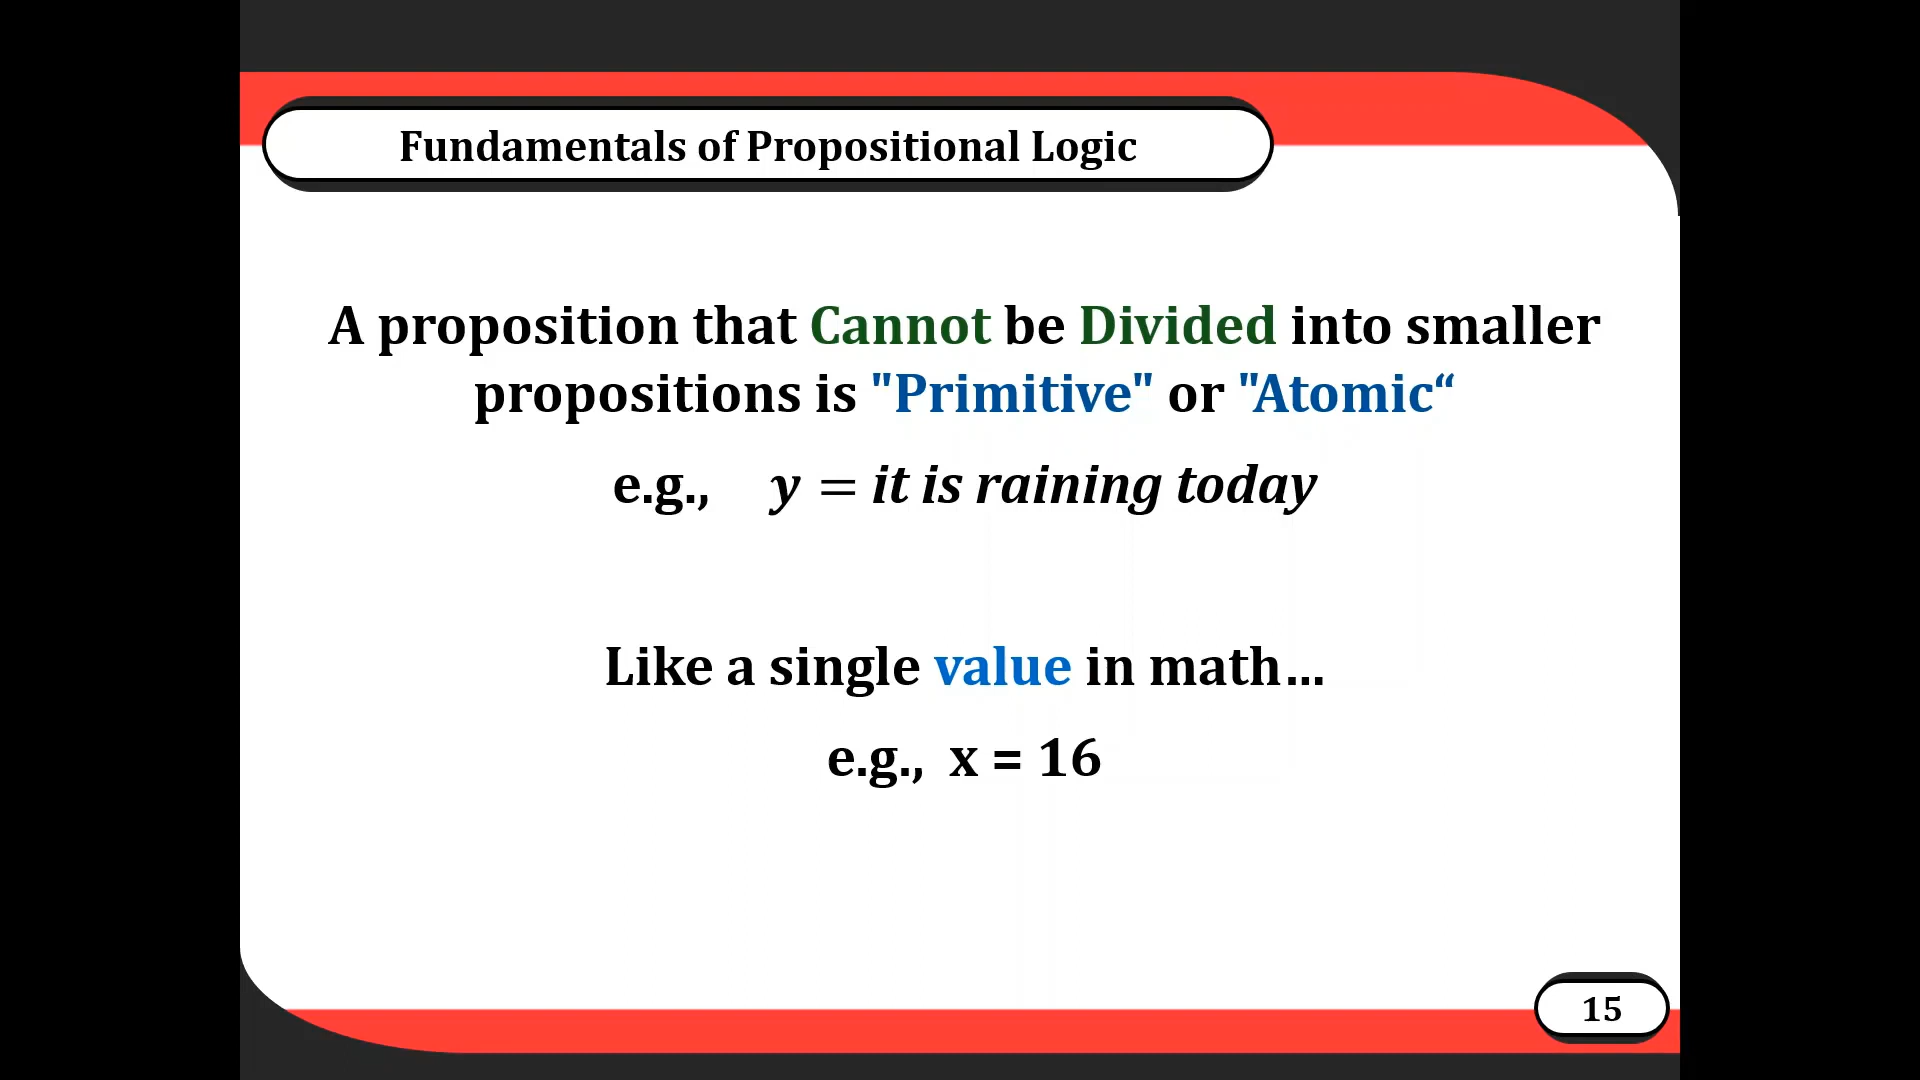 Fundamentals of Propositional Logic
A proposition that Cannot be Divided into smaller
propositions is "Primitive" or "Atomic“
e.g., y = it is raining today
Like a single value in math…
e.g., x = 16
15